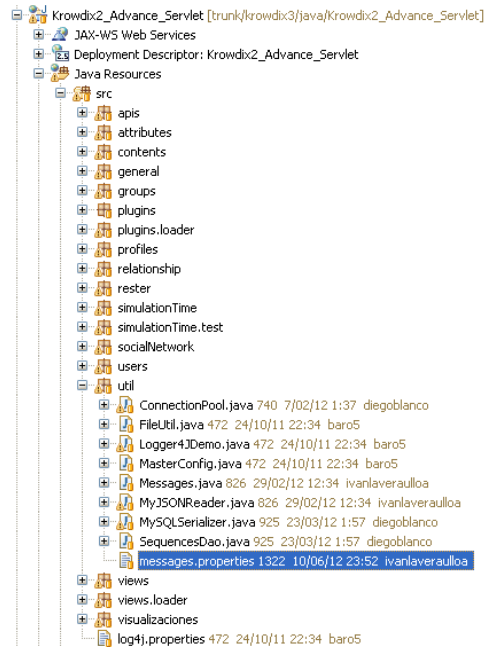 Krowdix2_Advance_Servlet [trunk/krowdix3/java/Krowdix2_Advance_Servlet]
JAX-WS Web Services
2.5 Deployment Descriptor: Krowdix2_Advance_Servlet
Java Resources
src
apis
attributes
contents
general
groups
plugins
plugins.loader
profiles
relationship
rester
simulationTime
simulationTime.test
socialNetwork
users
util
ConnectionPool.java 740 7/02/12 1:37 diegoblanco
FileUtil.java 472 24/10/11 22:34 baro5
Logger4JDemo.java 472 24/10/11 22:34 baro5
MasterConfig.java 472 24/10/11 22:34 baro5
Messages.java 826 29/02/12 12:34 ivanlaveraulloa
MyJSONReader.java 826 29/02/12 12:34 ivanlaveraulloa
MySQLSerializer.java 925 23/03/12 1:57 diegoblanco
SequencesDao.java 925 23/03/12 1:57 diegoblanco
messages.properties 1322 10/06/12 23:52 ivanlaveraulloa
views
views.loader
visualizaciones
log4j.properties 472 24/10/11 22:34 baro5